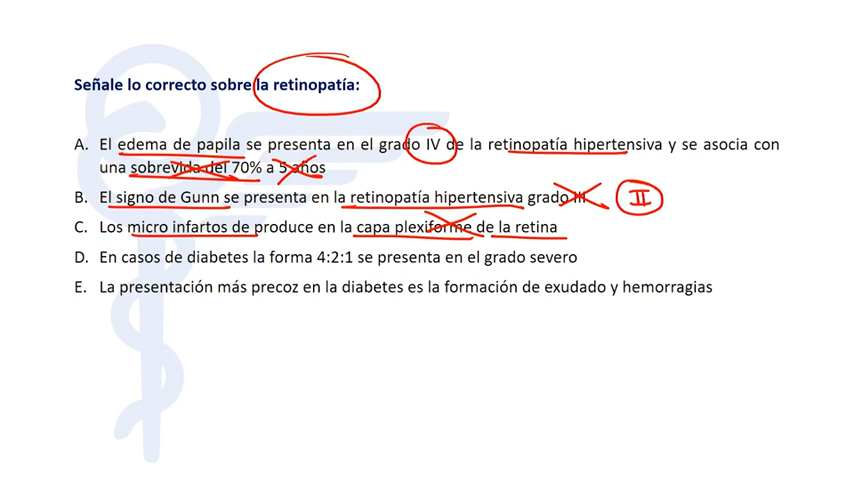 Señale lo correcto sobre la retinopatía:
A. El edema de papila se presenta en el grado IV de la retinopatía hipertensiva y se asocia con
una sobrevida del 70% a 5 años
B. El signo de Gunn se presenta en la retinopatía hipertensiva grado III II
C. Los micro infartos de produce en la capa plexiforme de la retina
D. En casos de diabetes la forma 4:2:1 se presenta en el grado severo
E. La presentación más precoz en la diabetes es la formación de exudado y hemorragias